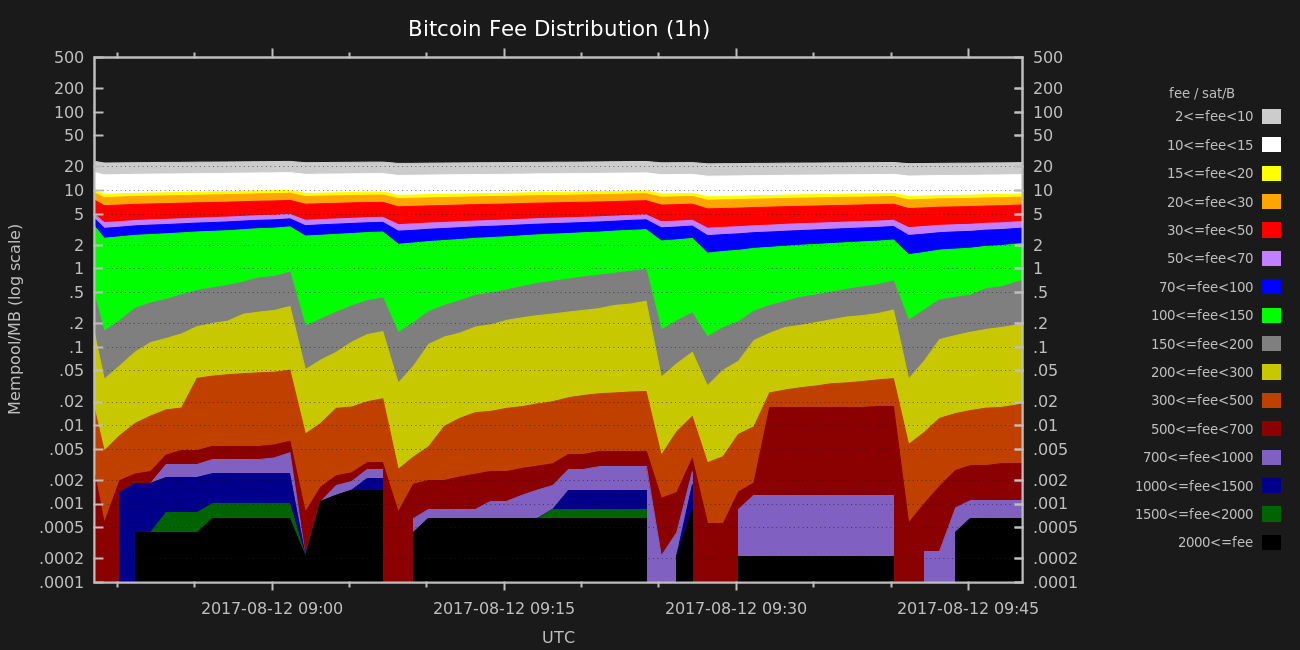 Bitcoin Fee Distribution (1h)
500 500
200 200
100 100
50 50
20 20
10 10
5 5
2 2
1 1
.5 .5
.2 .2
.1 .1
.05 .05
.02 .02
.01 .01
.005 .005
.002 .002
.001 .001
.0005 .0005
.0002 .0002
.0001 .0001
Mempool/MB (log scale)
2017-08-12 09:00 2017-08-12 09:15 2017-08-12 09:30 2017-08-12 09:45
UTC
fee / sat/B
2<=fee<10
10<=fee<15
15<=fee<20
20<=fee<30
30<=fee<50
50<=fee<70
70<=fee<100
100<=fee<150
150<=fee<200
200<=fee<300
300<=fee<500
500<=fee<700
700<=fee<1000
1000<=fee<1500
1500<=fee<2000
2000<=fee